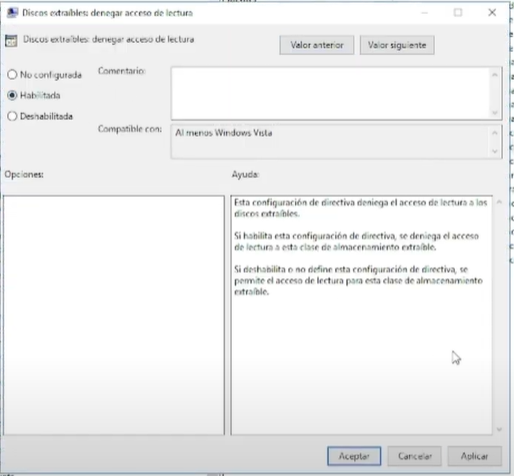 Discos extraíbles: denegar acceso de lectura
Discos extraíbles: denegar acceso de lectura
Valor anterior
Valor siguiente
No configurada
Comentario:
Habilitada
Deshabilitada
Compatible con:
Al menos Windows Vista
Opciones:
Ayuda:
Esta configuración de directiva deniega el acceso de lectura a los
discos extraíbles.
Si habilita esta configuración de directiva, se deniega el acceso
de lectura a esta clase de almacenamiento extraíble.
Si deshabilita o no define esta configuración de directiva, se
permite el acceso de lectura para esta clase de almacenamiento
extraíble.
Aceptar
Cancelar
Aplicar